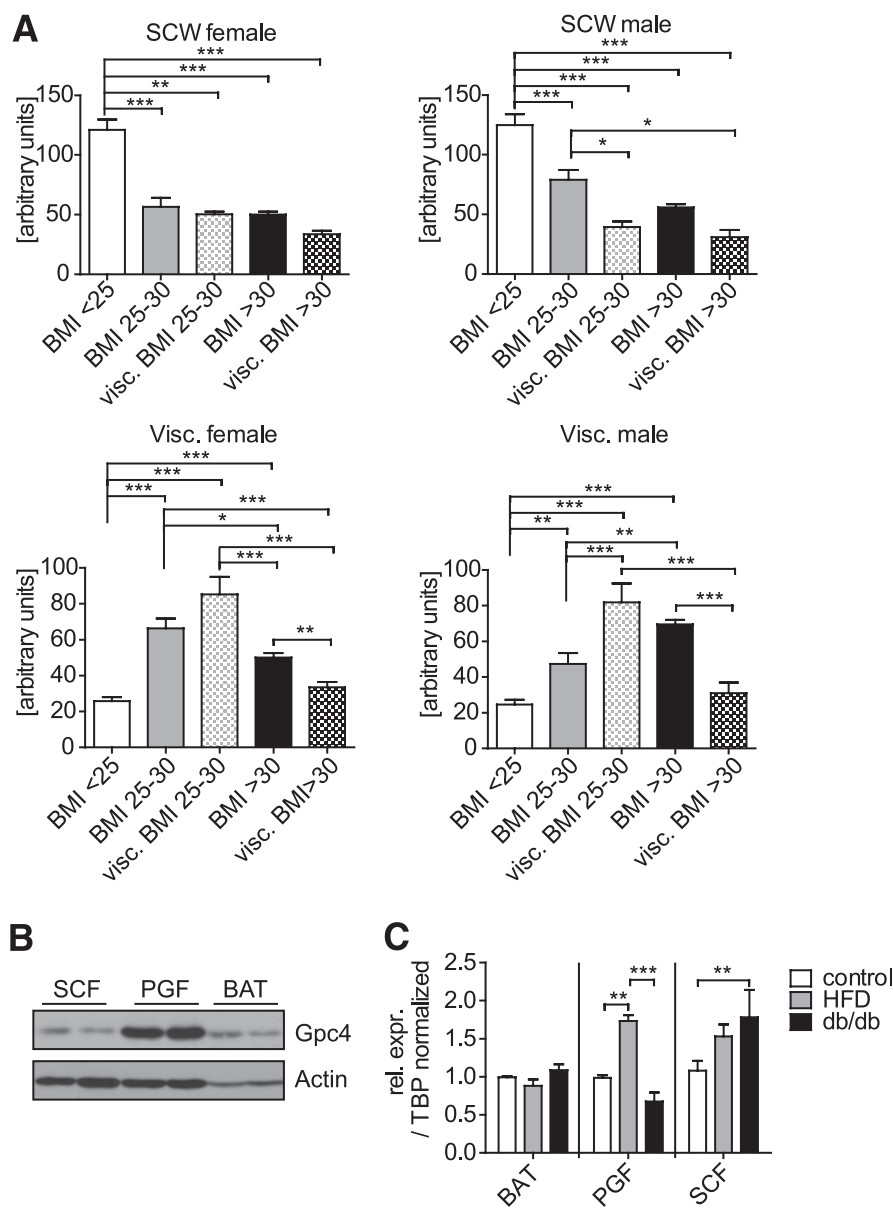 A
SCW female
***
***
**
***
[arbitrary units]
150
100
50
0
BMI <25
BMI 25-30
visc. BMI 25-30
BMI >30
visc. BMI >30
SCW male
***
***
***
***
*
*
[arbitrary units]
150
100
50
0
BMI <25
BMI 25-30
visc. BMI 25-30
BMI >30
visc. BMI >30
Visc. female
***
***
***
***
*
***
***
**
[arbitrary units]
100
80
60
40
20
0
BMI <25
BMI 25-30
visc. BMI 25-30
BMI >30
visc. BMI>30
Visc. male
***
***
**
**
***
***
***
[arbitrary units]
100
80
60
40
20
0
BMI <25
BMI 25-30
visc. BMI 25-30
BMI >30
visc. BMI >30
B
SCF PGF BAT
Gpc4
Actin
C
rel. expr.
/ TBP normalized
2.5
2.0
1.5
1.0
0.5
0.0
**
***
**
BAT
PGF
SCF
control
HFD
db/db